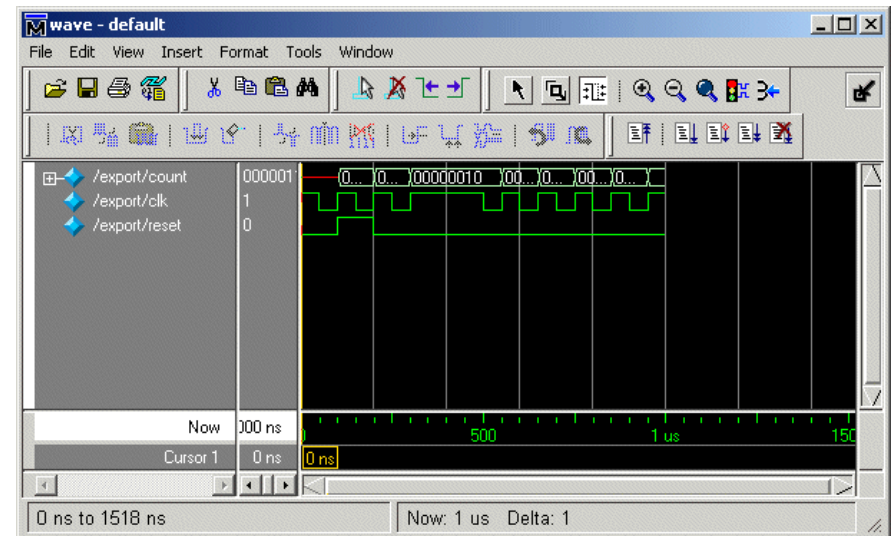 wave - default
File Edit View Insert Format Tools Window
/export/count 000001 (0... )(0... )(00000010 )(00...)(0... )(00...)(0... )(
/export/clk 1
/export/reset 0
Now 000 ns 500 1 us 150
Cursor 1 0 ns 0 ns
0 ns to 1518 ns Now: 1 us Delta: 1